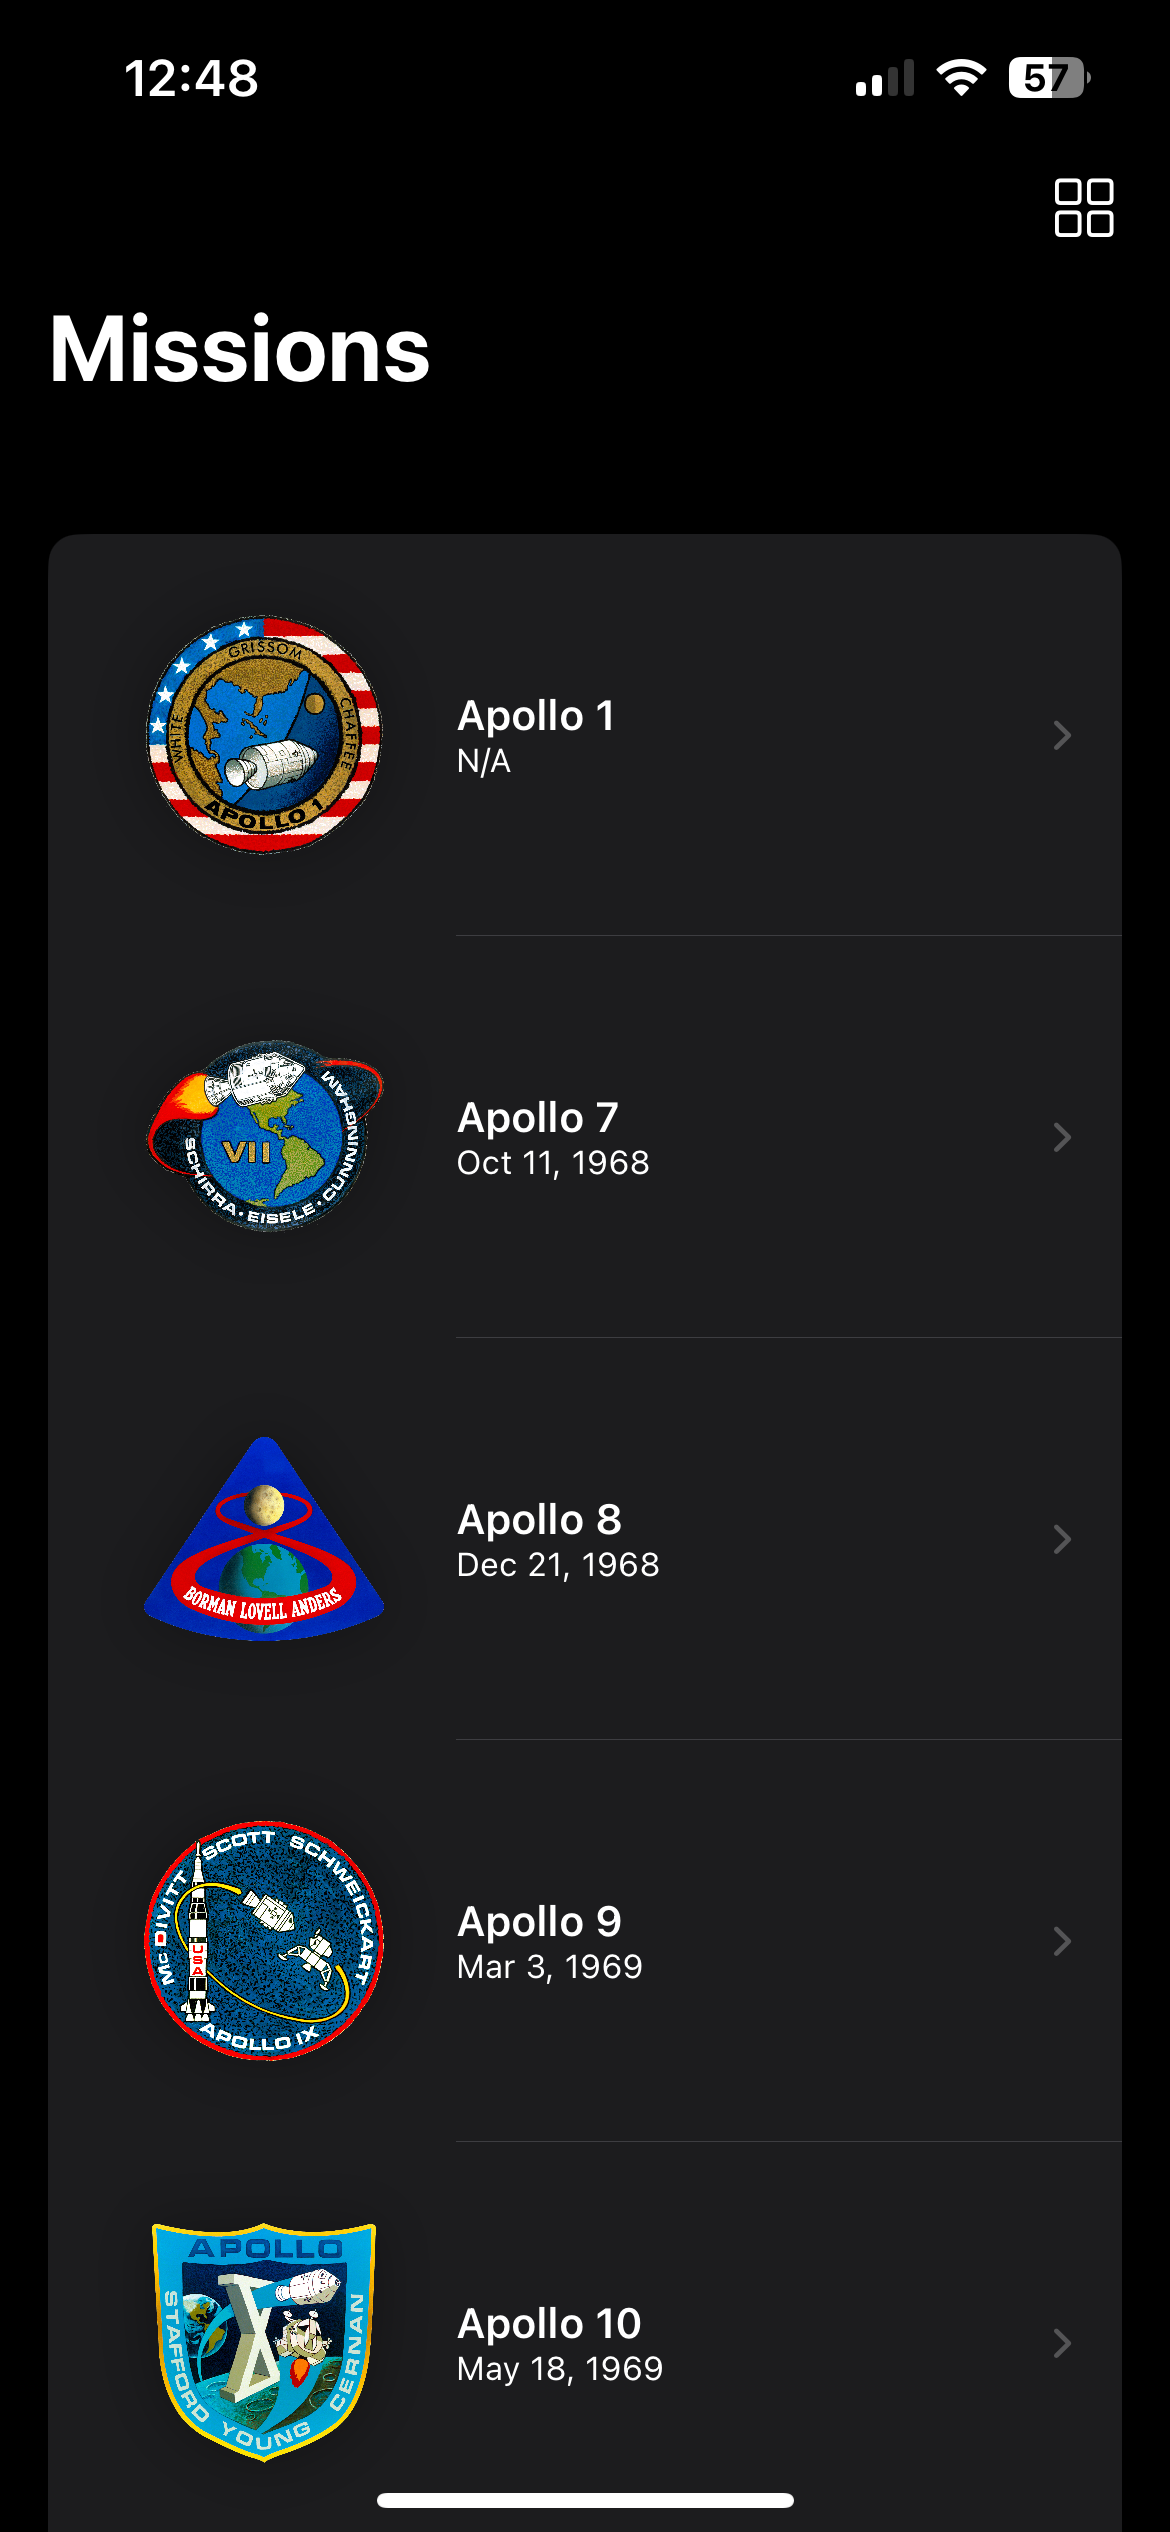 12:48
57
Missions
GRISSOM
WHITE
CHAFFEE
APOLLO 1
Apollo 1
N/A
VII
SCHIRRA · EISELE · CUNNINGHAM
Apollo 7
Oct 11, 1968
BORMAN LOVELL ANDERS
Apollo 8
Dec 21, 1968
Mc DIVITT SCOTT SCHWEICKART
USA
APOLLO IX
Apollo 9
Mar 3, 1969
APOLLO
X
STAFFORD YOUNG CERNAN
Apollo 10
May 18, 1969